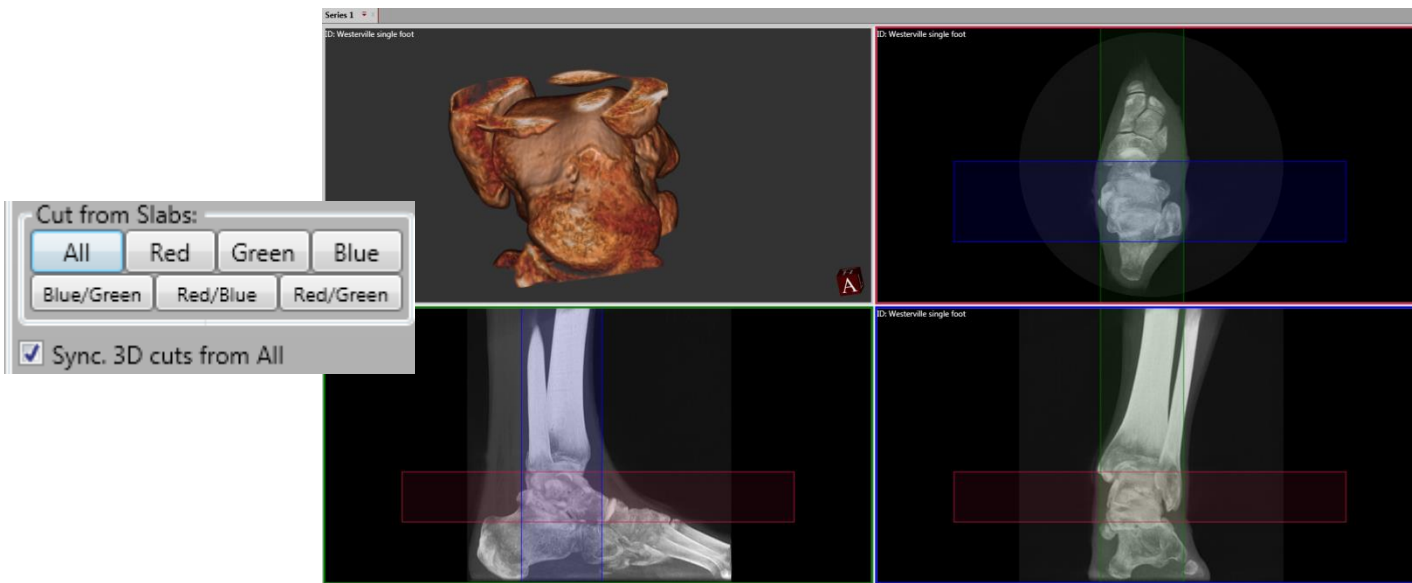 Series 1
ID: Westerville single foot
ID: Westerville single foot
A
Cut from Slabs:
All Red Green Blue
Blue/Green Red/Blue Red/Green
Sync. 3D cuts from All
ID: Westerville single foot